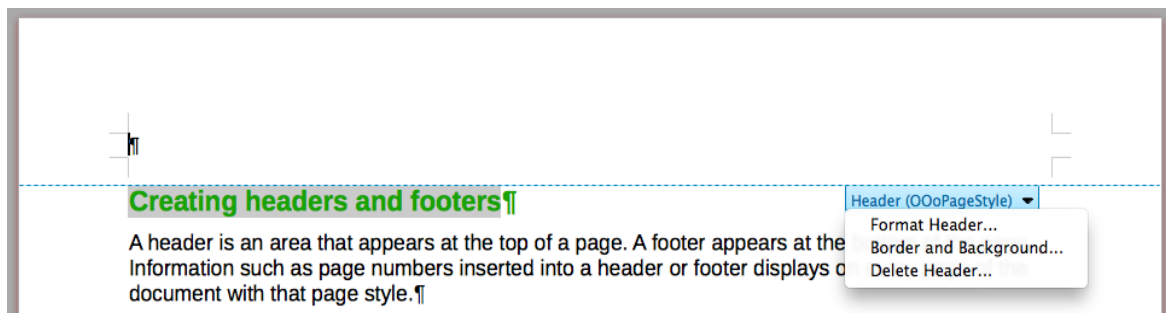 ¶
Creating headers and footers¶
Header (OOoPageStyle)
Format Header...
Border and Background...
Delete Header...
A header is an area that appears at the top of a page. A footer appears at the
Information such as page numbers inserted into a header or footer displays
document with that page style.¶